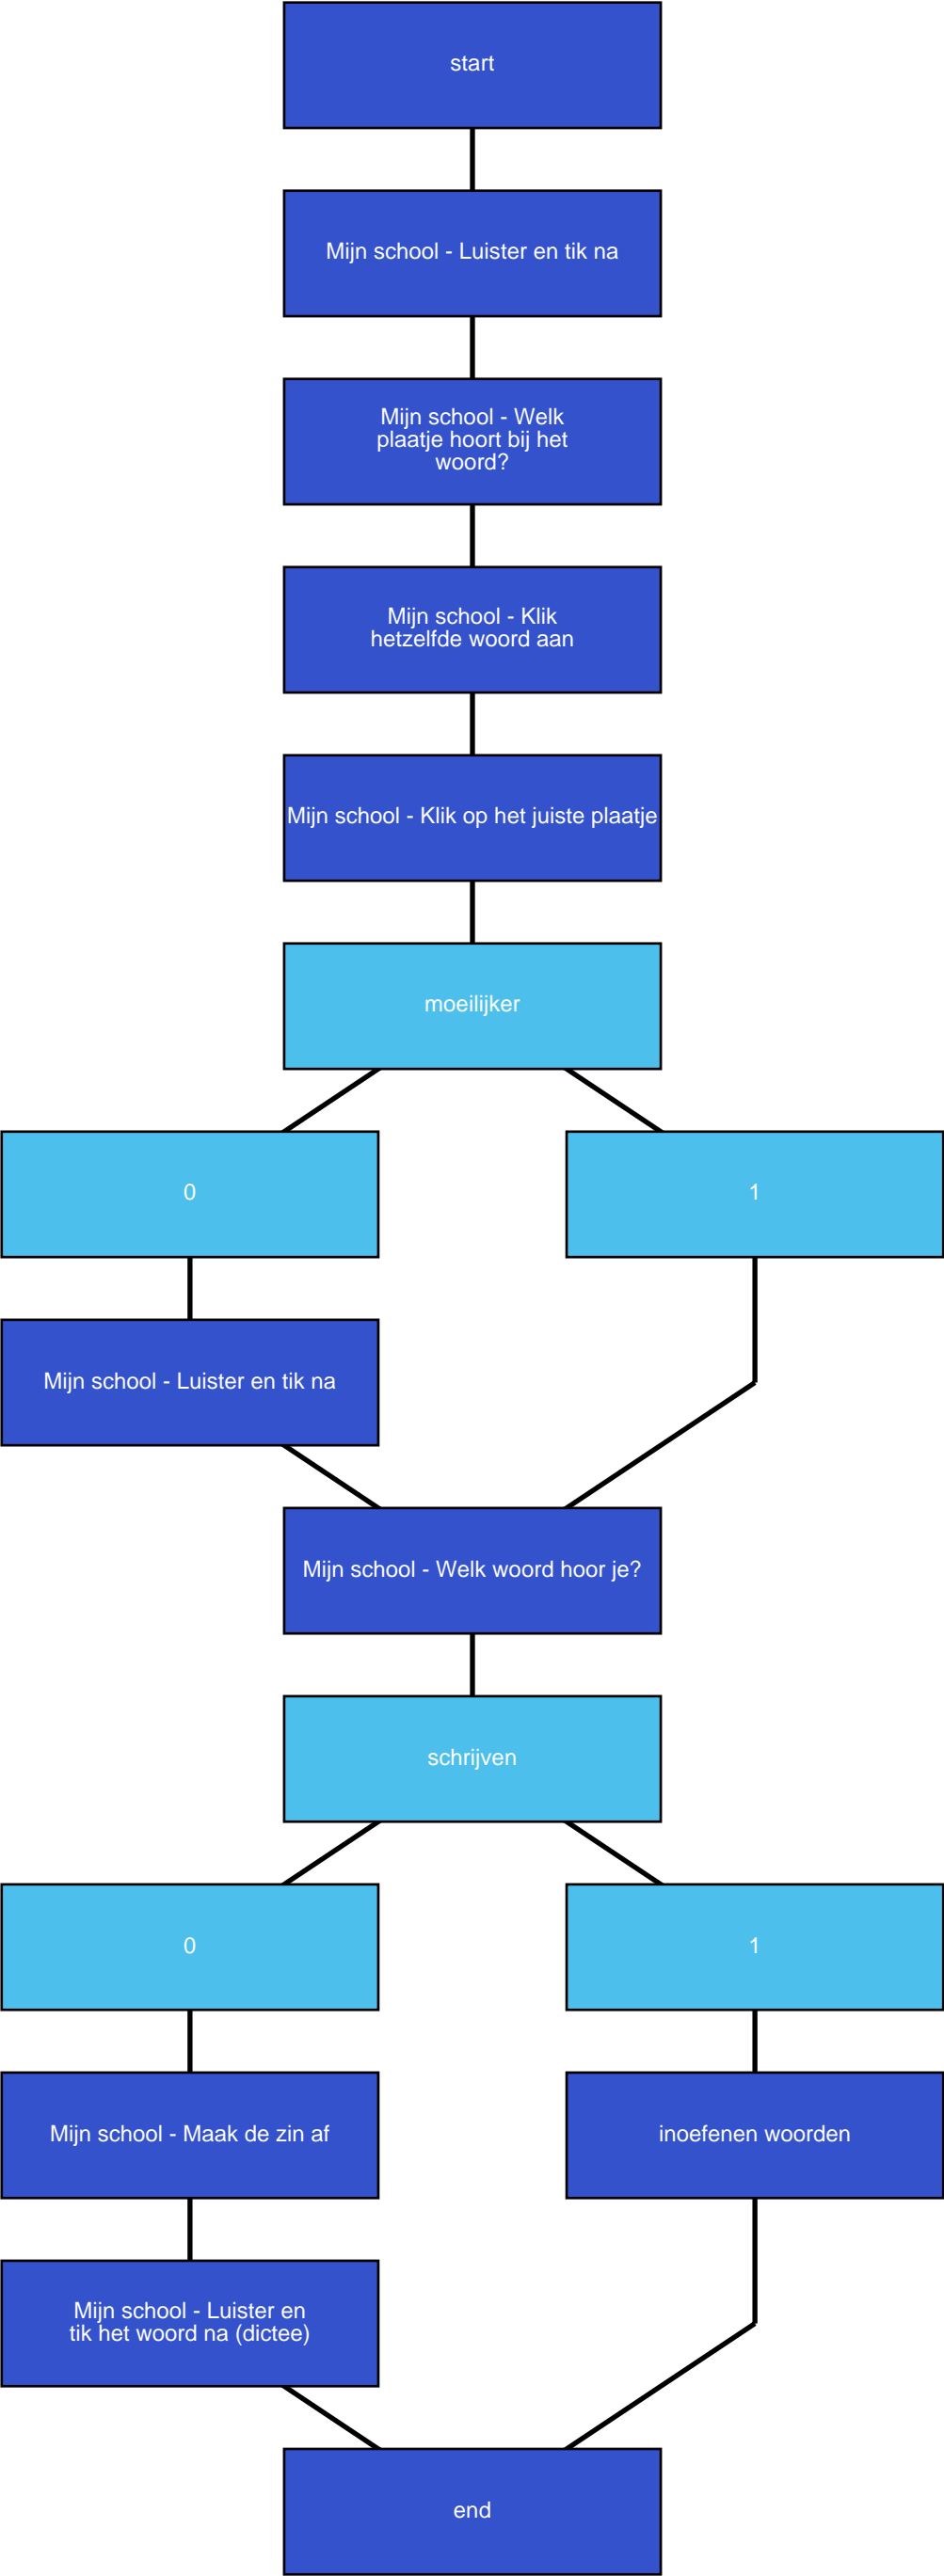 start
Mijn school - Luister en tik na
Mijn school - Welk
plaatje hoort bij het
woord?
Mijn school - Klik
hetzelfde woord aan
Mijn school - Klik op het juiste plaatje
moeilijker
0
1
Mijn school - Luister en tik na
Mijn school - Welk woord hoor je?
schrijven
0
1
Mijn school - Maak de zin af
inoefenen woorden
Mijn school - Luister en
tik het woord na (dictee)
end